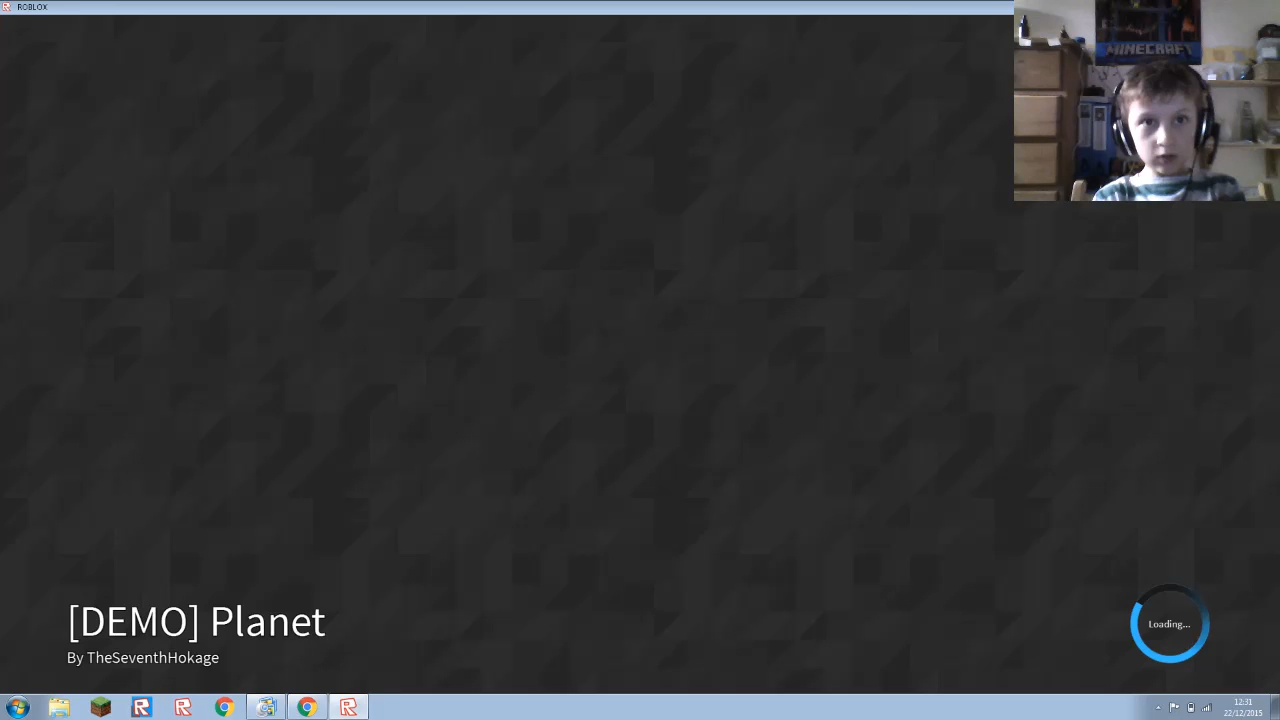 ROBLOX
MINECRAFT
[DEMO] Planet
By TheSeventhHokage
Loading...
12:31
22/12/2015